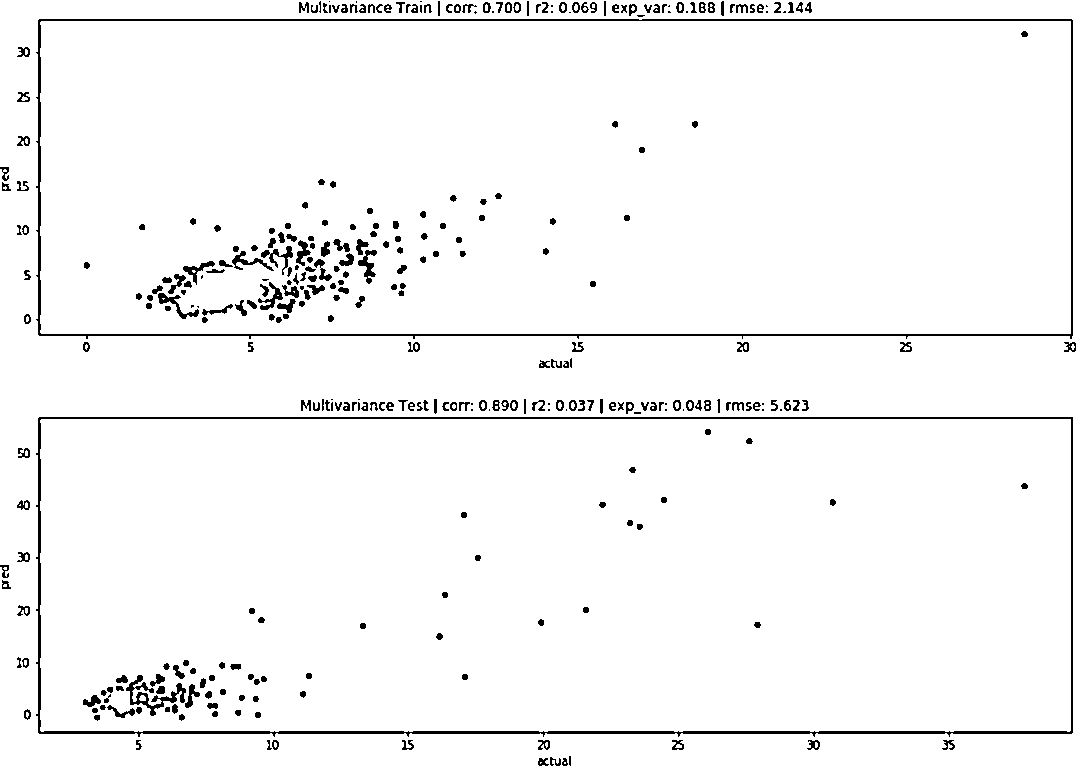 Multivariance Train | corr: 0.700 | r2: 0.069 | exp_var: 0.188 | rmse: 2.144
30
25
20
15
10
5
0
pred
0 5 10 15 20 25 30
actual
Multivariance Test | corr: 0.890 | r2: 0.037 | exp_var: 0.048 | rmse: 5.623
50
40
30
20
10
0
pred
5 10 15 20 25 30 35
actual